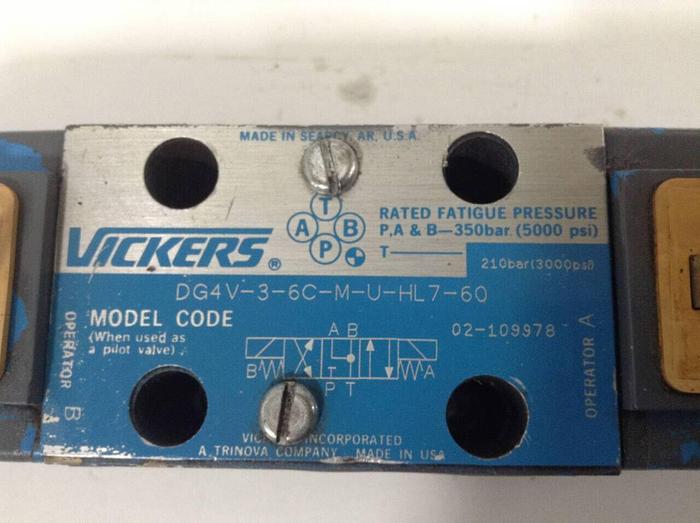 MADE IN SEARCY, AR, U.S.A.
T
A B
P
VICKERS®
RATED FATIGUE PRESSURE
P,A & B—350bar (5000 psi)
T—
210bar(3000psi)
DG4V-3-6C-M-U-HL7-60
MODEL CODE
(When used as
a pilot valve)
02-109978
OPERATOR B
OPERATOR A
A B
B T A
P T
INCORPORATED
A TRINOVA COMPANY MADE IN USA